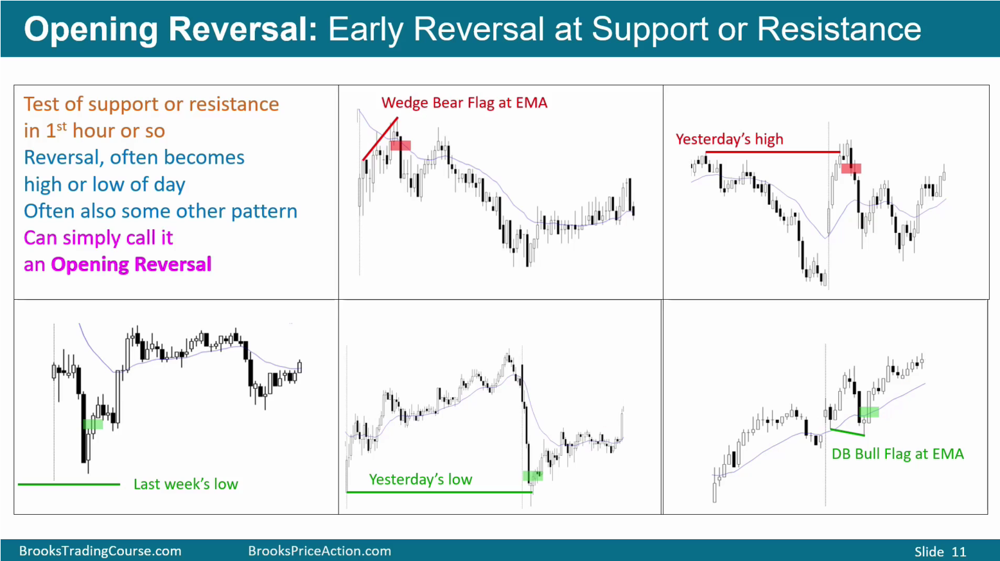 Opening Reversal: Early Reversal at Support or Resistance
Test of support or resistance
in 1st hour or so
Reversal, often becomes
high or low of day
Often also some other pattern
Can simply call it
an Opening Reversal
Wedge Bear Flag at EMA
Yesterday's high
Last week's low
Yesterday's low
DB Bull Flag at EMA
BrooksTradingCourse.com
BrooksPriceAction.com
Slide 11